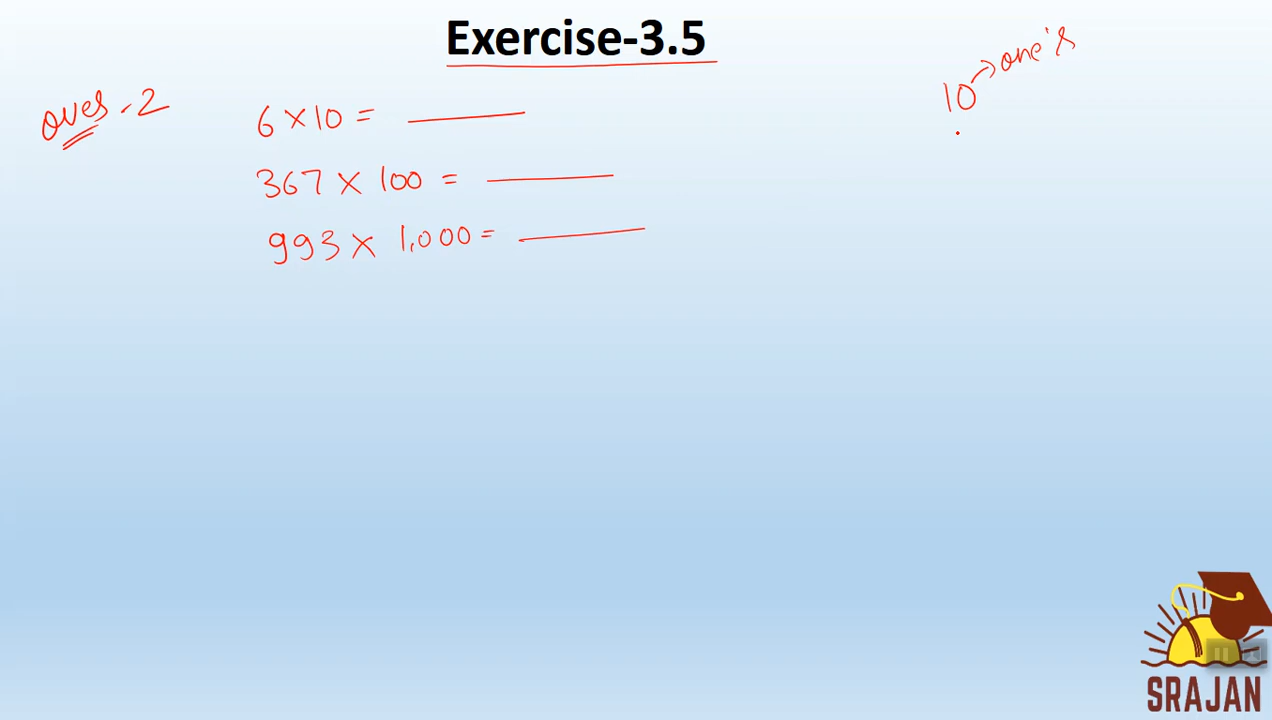 Exercise-3.5
10 → one's
Ques - 2
6 × 10 =
367 × 100 =
993 × 1,000 =
SRAJAN